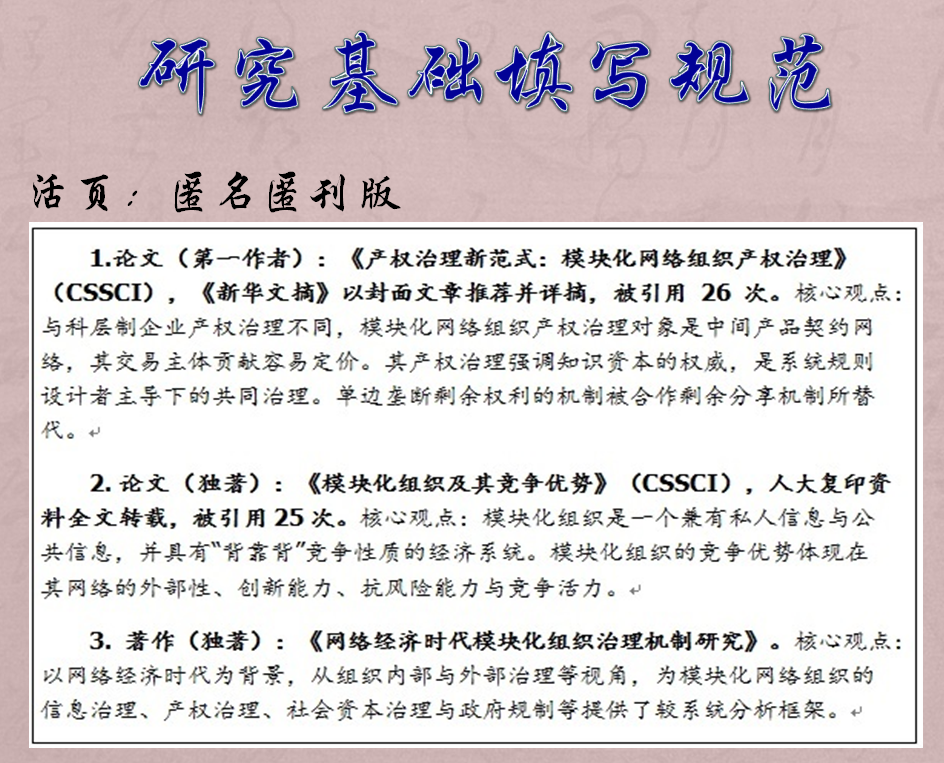 研究基础填写规范
活页：匿名匿刊版
1.论文（第一作者）：《产权治理新范式：模块化网络组织产权治理》
（CSSCI），《新华文摘》以封面文章推荐并详摘，被引用 26 次。核心观点：
与科层制企业产权治理不同，模块化网络组织产权治理对象是中间产品契约网
络，其交易主体贡献容易定价。其产权治理强调知识资本的权威，是系统规则
设计者主导下的共同治理。单边垄断剩余权利的机制被合作剩余分享机制所替
代。
2. 论文（独著）：《模块化组织及其竞争优势》（CSSCI），人大复印资
料全文转载，被引用 25 次。核心观点：模块化组织是一个兼有私人信息与公
共信息，并具有“背靠背”竞争性质的经济系统。模块化组织的竞争优势体现在
其网络的外部性、创新能力、抗风险能力与竞争活力。
3. 著作（独著）：《网络经济时代模块化组织治理机制研究》。核心观点：
以网络经济时代为背景，从组织内部与外部治理等视角，为模块化网络组织的
信息治理、产权治理、社会资本治理与政府规制等提供了较系统分析框架。